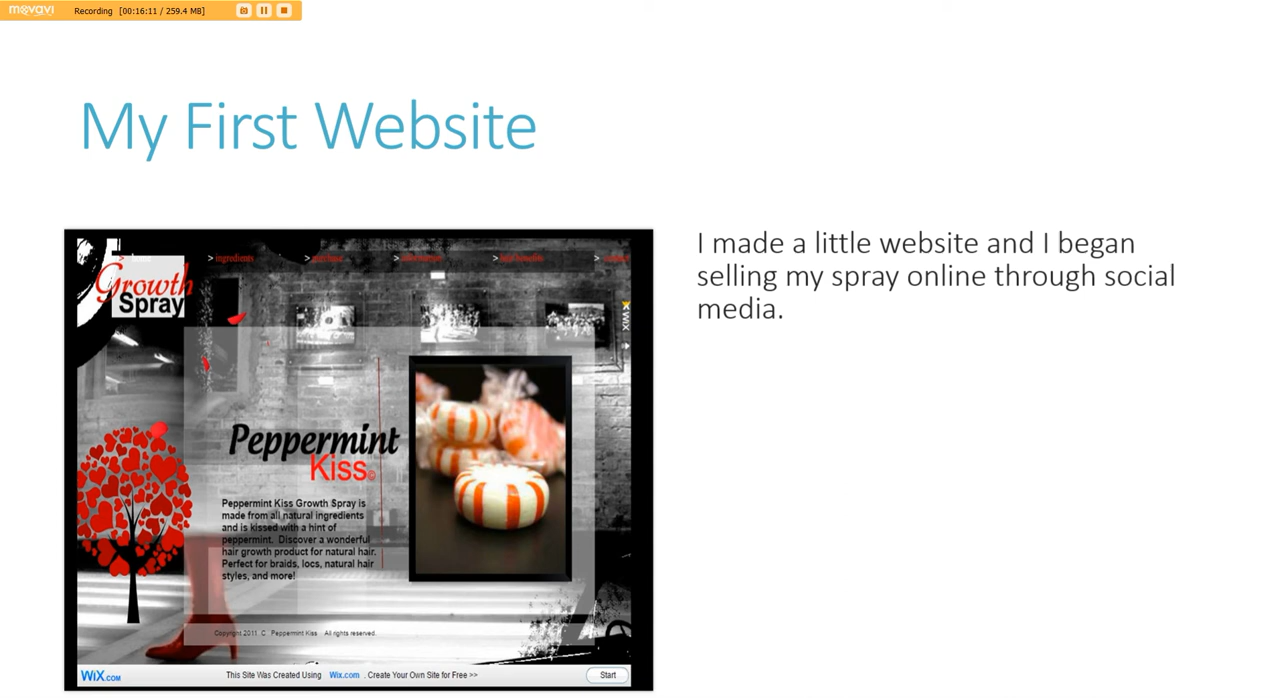 movavi Recording [00:16:11 / 259.4 MB]
My First Website
> home > ingredients > > > >
Growth
Spray
WiX
Peppermint
Kiss©
Peppermint Kiss Growth Spray is
made from all natural ingredients
and is kissed with a hint of
peppermint. Discover a wonderful
hair growth product for natural hair.
Perfect for braids, locs, natural hair
styles, and more!
Copyright 2011 C Peppermint Kiss All rights reserved.
WiX.COM This Site Was Created Using Wix.com . Create Your Own Site for Free >> Start
I made a little website and I began
selling my spray online through social
media.